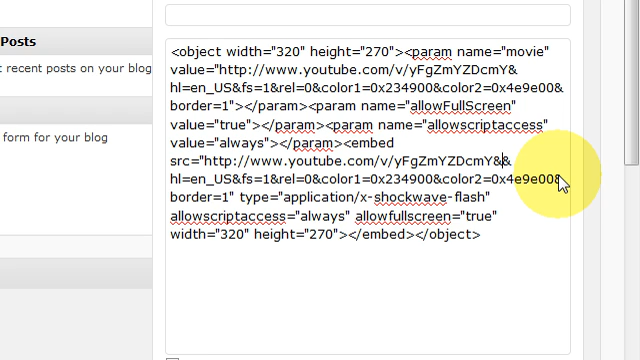 Posts
recent posts on your blog
form for your blog
<object width="320" height="270"><param name="movie"
value="http://www.youtube.com/v/yFgZmYZDcmY&
hl=en_US&fs=1&rel=0&color1=0x234900&color2=0x4e9e00&
border=1"></param><param name="allowFullScreen"
value="true"></param><param name="allowscriptaccess"
value="always"></param><embed
src="http://www.youtube.com/v/yFgZmYZDcmY&&
hl=en_US&fs=1&rel=0&color1=0x234900&color2=0x4e9e00&
border=1" type="application/x-shockwave-flash"
allowscriptaccess="always" allowfullscreen="true"
width="320" height="270"></embed></object>